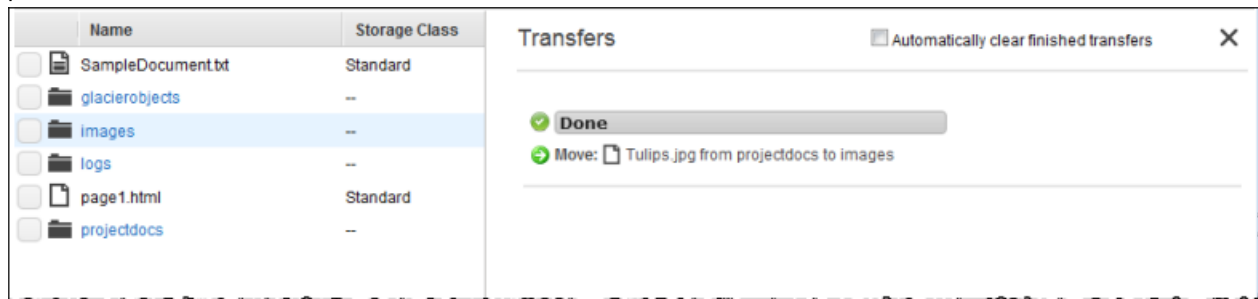 Name Storage Class
SampleDocument.txt Standard
glacierobjects --
images --
logs --
page1.html Standard
projectdocs --
Transfers Automatically clear finished transfers
Done
Move: Tulips.jpg from projectdocs to images